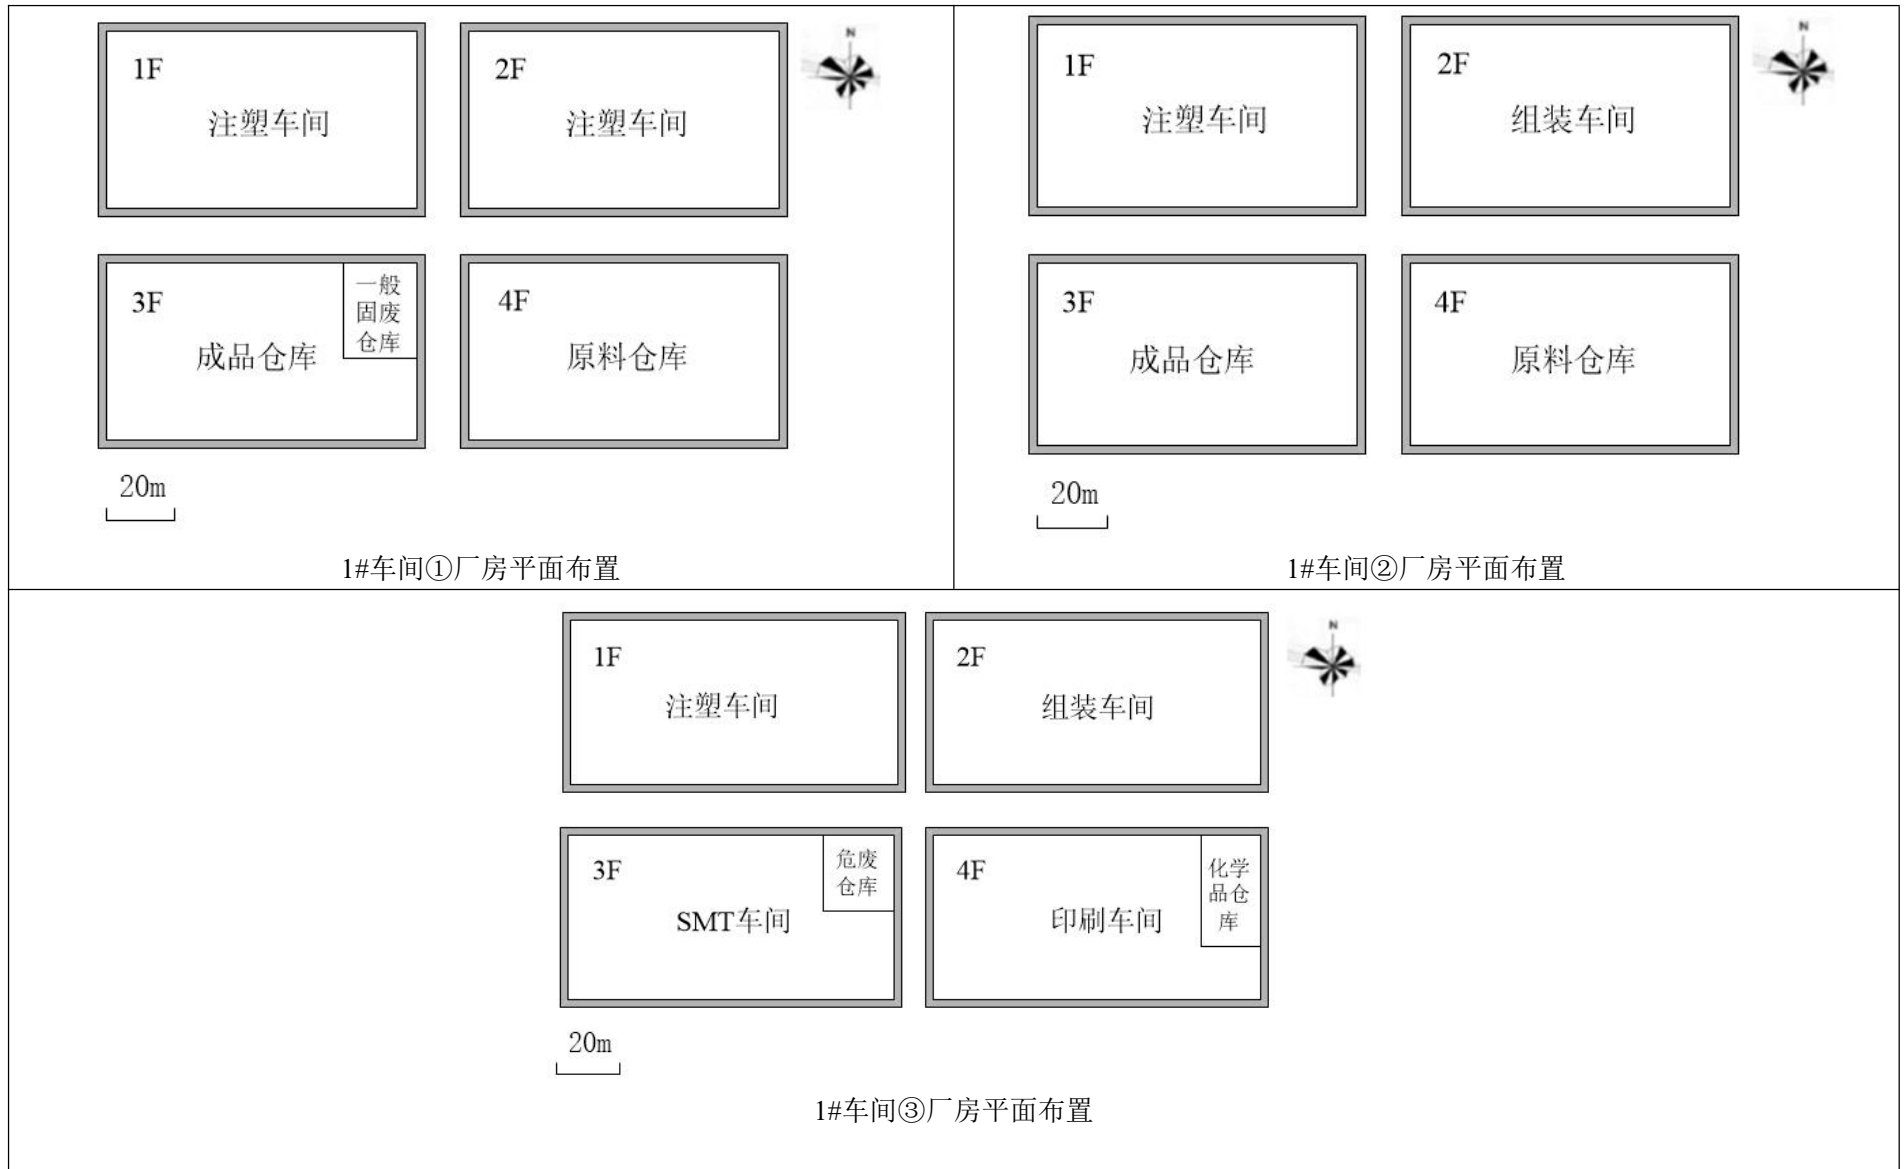 1F
注塑车间
2F
注塑车间
N
3F
成品仓库
一般
固废
仓库
4F
原料仓库
20m
1#车间①厂房平面布置
1F
注塑车间
2F
组装车间
N
3F
成品仓库
4F
原料仓库
20m
1#车间②厂房平面布置
1F
注塑车间
2F
组装车间
N
3F
SMT车间
危废
仓库
4F
印刷车间
化学
品仓
库
20m
1#车间③厂房平面布置